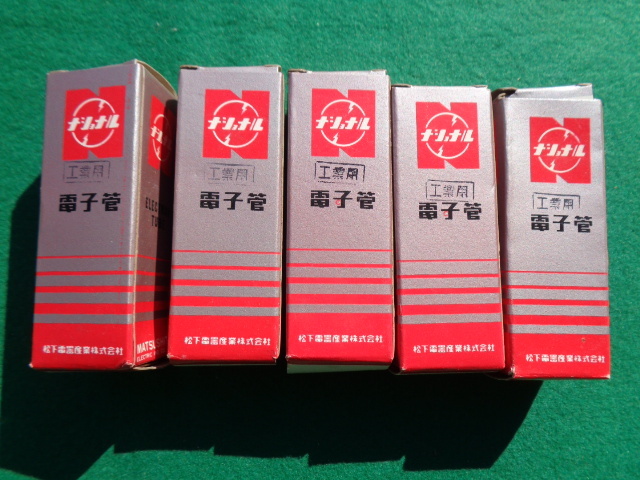 ナショナル
工業用
電子管
松下電器産業株式会社
ELEC
TU
MATSU
ELECTRIC
ナショナル
工業用
電子管
松下電器産業株式会社
ナショナル
工業用
電子管
松下電器産業株式会社
ナショナル
工業用
電子管
松下電器産業株式会社
ナショナル
工業用
電子管
松下電器産業株式会社